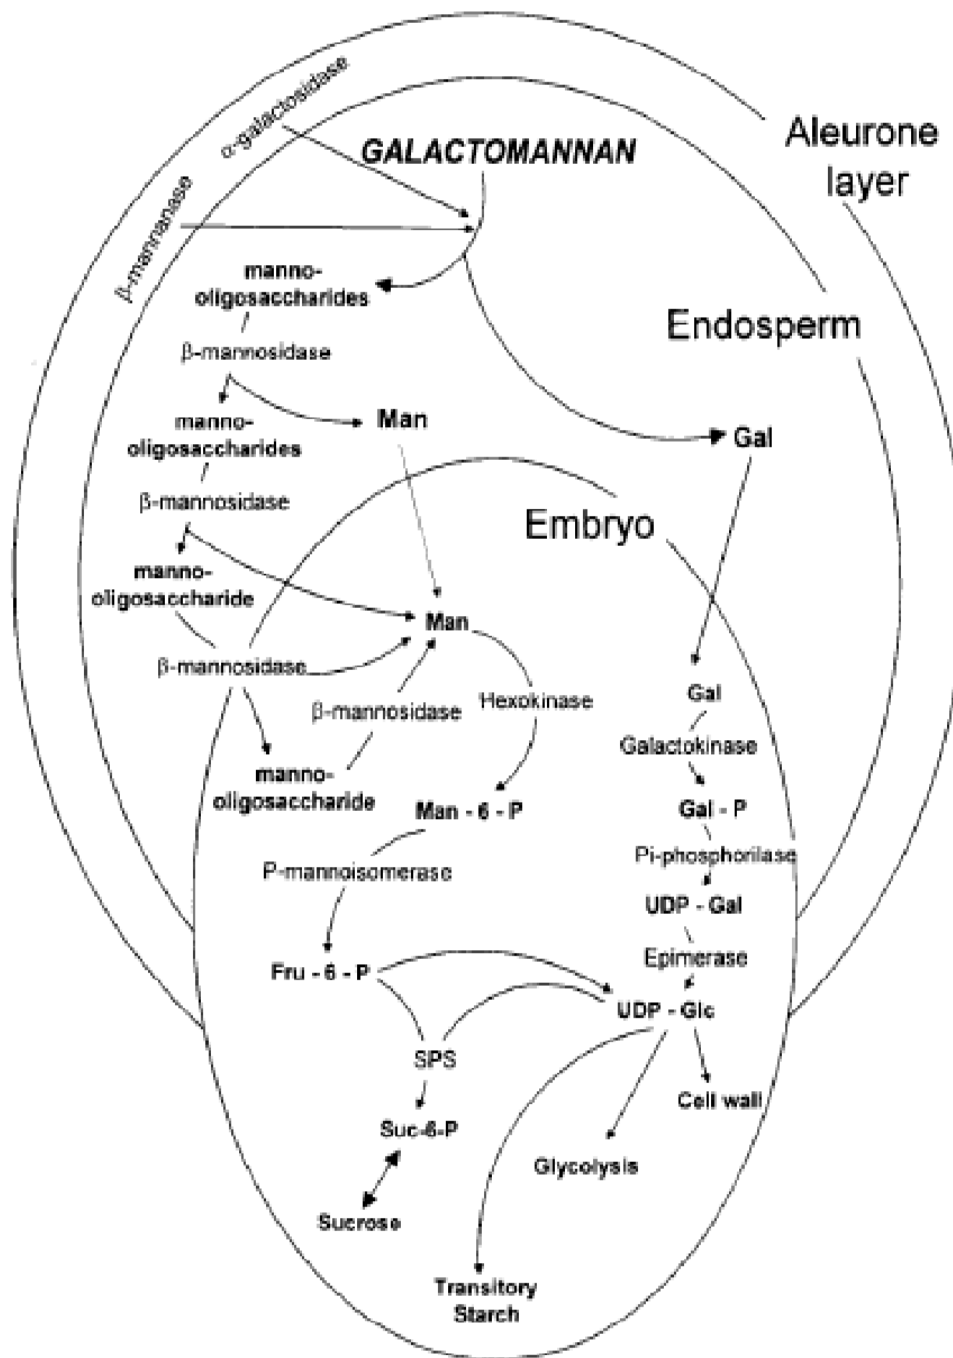 α-galactosidase
β-mannanase
GALACTOMANNAN
Aleurone
layer
manno-
oligosaccharides
Endosperm
β-mannosidase
manno-
oligosaccharides
Man
Gal
β-mannosidase
Embryo
manno-
oligosaccharide
Man
β-mannosidase
Gal
β-mannosidase
Hexokinase
Galactokinase
manno-
oligosaccharide
Man - 6 - P
Gal - P
P-mannoisomerase
Pi-phosphorilase
UDP - Gal
Epimerase
Fru - 6 - P
UDP - Glc
SPS
Cell wall
Suc-6-P
Glycolysis
Sucrose
Transitory
Starch